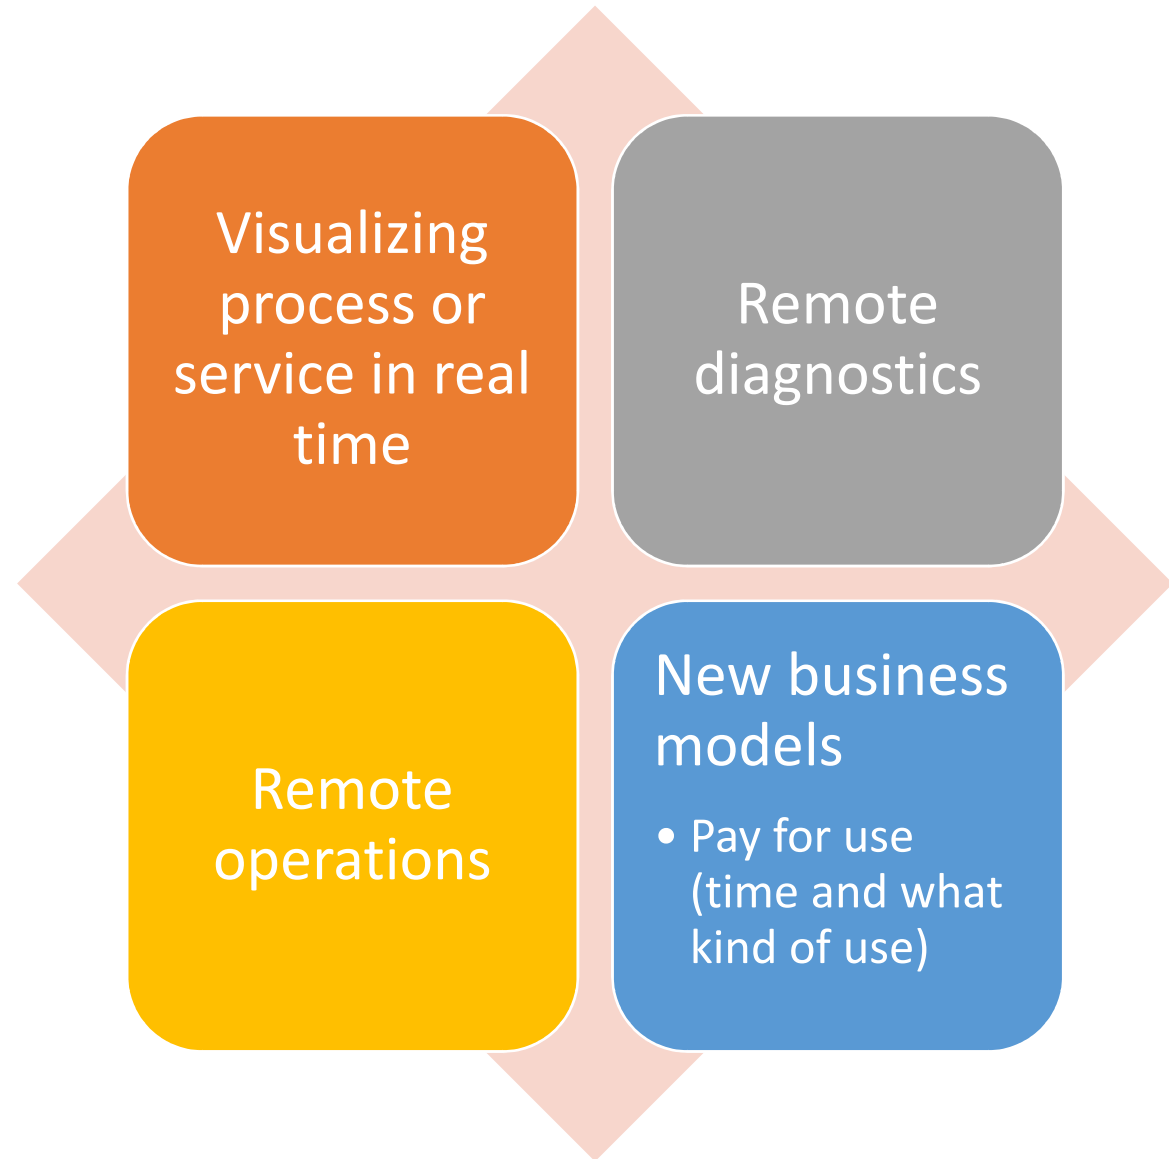 Visualizing
process or
service in real
time
Remote
diagnostics
Remote
operations
New business
models
• Pay for use
(time and what
kind of use)